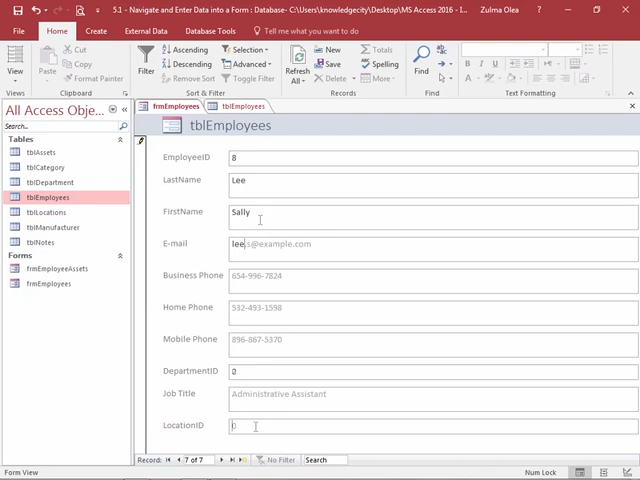 5.1 - Navigate and Enter Data into a Form : Database- C:\Users\knowledgecity\Desktop\MS Access 2016 - I...
Zulma Olea
File
Home
Create
External Data
Database Tools
Tell me what you want to do
View
Paste
Cut
Copy
Format Painter
Filter
Ascending
Descending
Remove Sort
Selection
Advanced
Toggle Filter
Refresh All
New
Save
Delete
Totals
Spelling
More
Find
B I U
A
Views
Clipboard
Sort & Filter
Records
Find
Text Formatting
All Access Obje...
Search...
Tables
tblAssets
tblCategory
tblDepartment
tblEmployees
tblLocations
tblManufacturer
tblNotes
Forms
frmEmployeeAssets
frmEmployees
frmEmployees
tblEmployees
tblEmployees
EmployeeID 8
LastName Lee
FirstName Sally
E-mail lee.s@example.com
Business Phone 654-996-7824
Home Phone 532-493-1598
Mobile Phone 896-867-5370
DepartmentID
Job Title Administrative Assistant
LocationID 0
Record: 7 of 7 No Filter Search
Form View
Num Lock